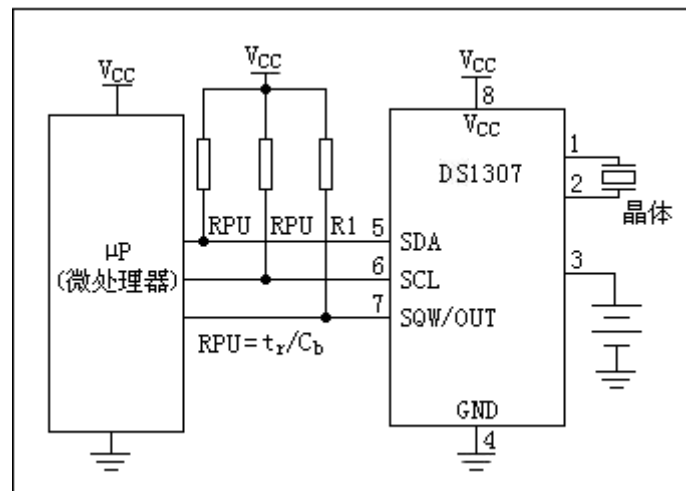 VCC
VCC
VCC
8
VCC
1
DS1307
2
晶体
RPU
RPU
R1
5
SDA
μP
(微处理器)
6
SCL
3
7
SQW/OUT
RPU=tr/Cb
GND
4